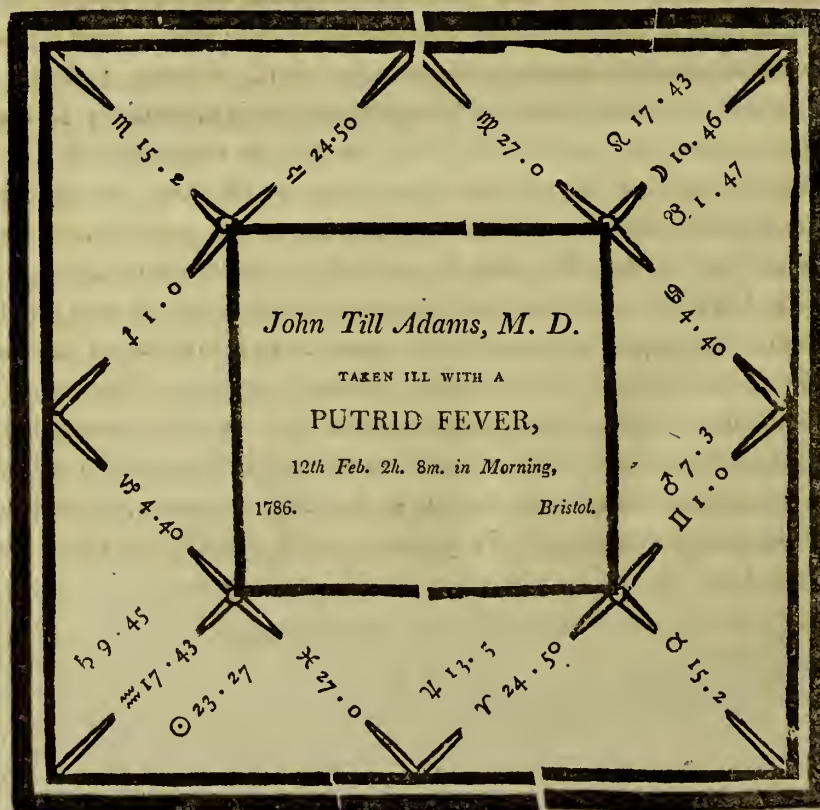 ♌ 17 . 43
♏ 15 . 2
♎ 24 . 50
♍ 27 . 0
☽ 10 . 46
☋ 1 . 47
♐ 1 . 0
♋ 4 . 40
John Till Adams, M. D.
TAKEN ILL WITH A
PUTRID FEVER,
12th Feb. 2h. 8m. in Morning,
1786. Bristol.
♂ 7 . 3
♊ 1 . 0
♑ 4 . 40
♄ 9 . 45
♒ 17 . 43
☉ 23 . 27
♓ 27 . 0
♃ 13 . 5
♈ 24 . 50
♉ 15 . 2